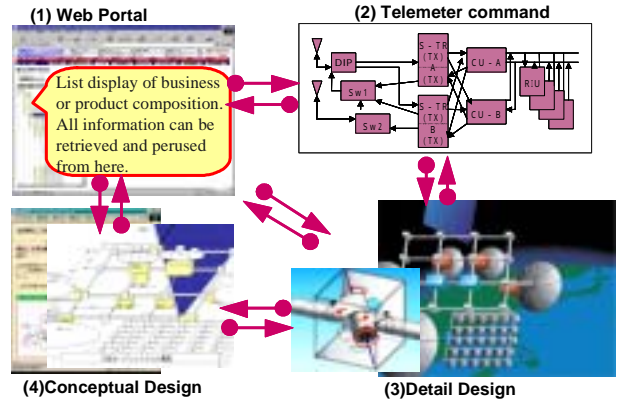 (1) Web Portal
(2) Telemeter command
List display of business
or product composition.
All information can be
retrieved and perused
from here.
DIP
Sw1
Sw2
S - TR
(TX)
A
(TX)
S - TR
(TX)
B
(TX)
CU - A
CU - B
(4)Conceptual Design
(3)Detail Design